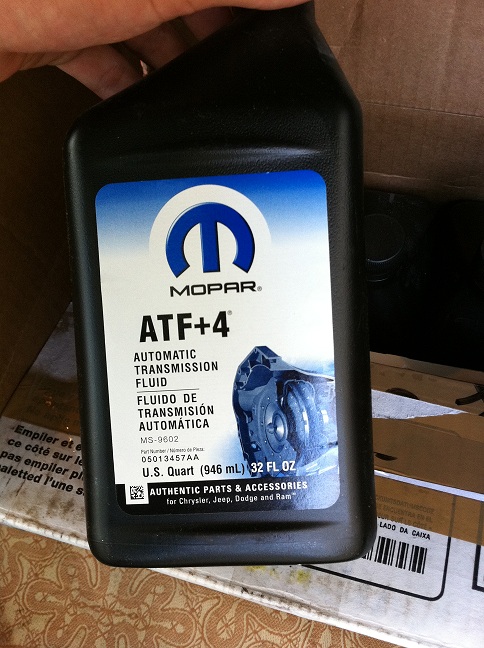 MOPAR®
ATF+4®
AUTOMATIC
TRANSMISSION
FLUID
FLUIDO DE
TRANSMISIÓN
AUTOMÁTICA
MS-9602
Part Number / Número de Pieza:
05013457AA
U.S. Quart (946 mL) 32 FL OZ
AUTHENTIC PARTS & ACCESSORIES
for Chrysler, Jeep, Dodge and Ram™
Empiler et
ce côté sur le
pas empiler
paletted l'une s
LADO DA CAIXA